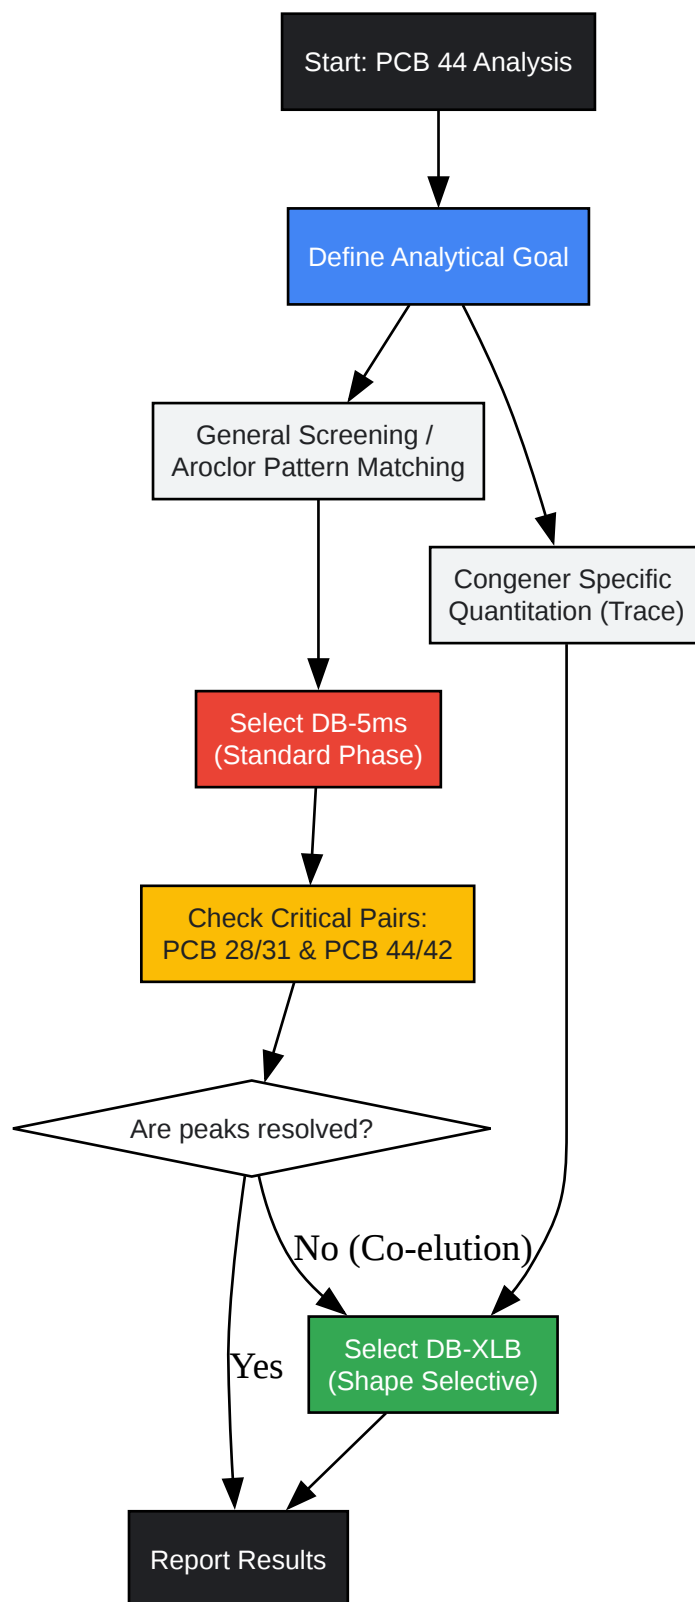 Start: PCB 44 Analysis
Define Analytical Goal
General Screening /
Aroclor Pattern Matching
Congener Specific
Quantitation (Trace)
Select DB-5ms
(Standard Phase)
Check Critical Pairs:
PCB 28/31 & PCB 44/42
Are peaks resolved?
No (Co-elution)
Select DB-XLB
(Shape Selective)
Yes
Report Results